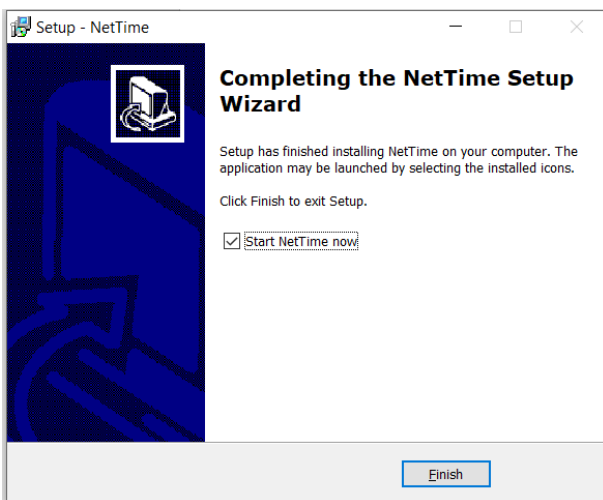 Setup - NetTime
Completing the NetTime Setup
Wizard
Setup has finished installing NetTime on your computer. The
application may be launched by selecting the installed icons.
Click Finish to exit Setup.
Start NetTime now
Finish